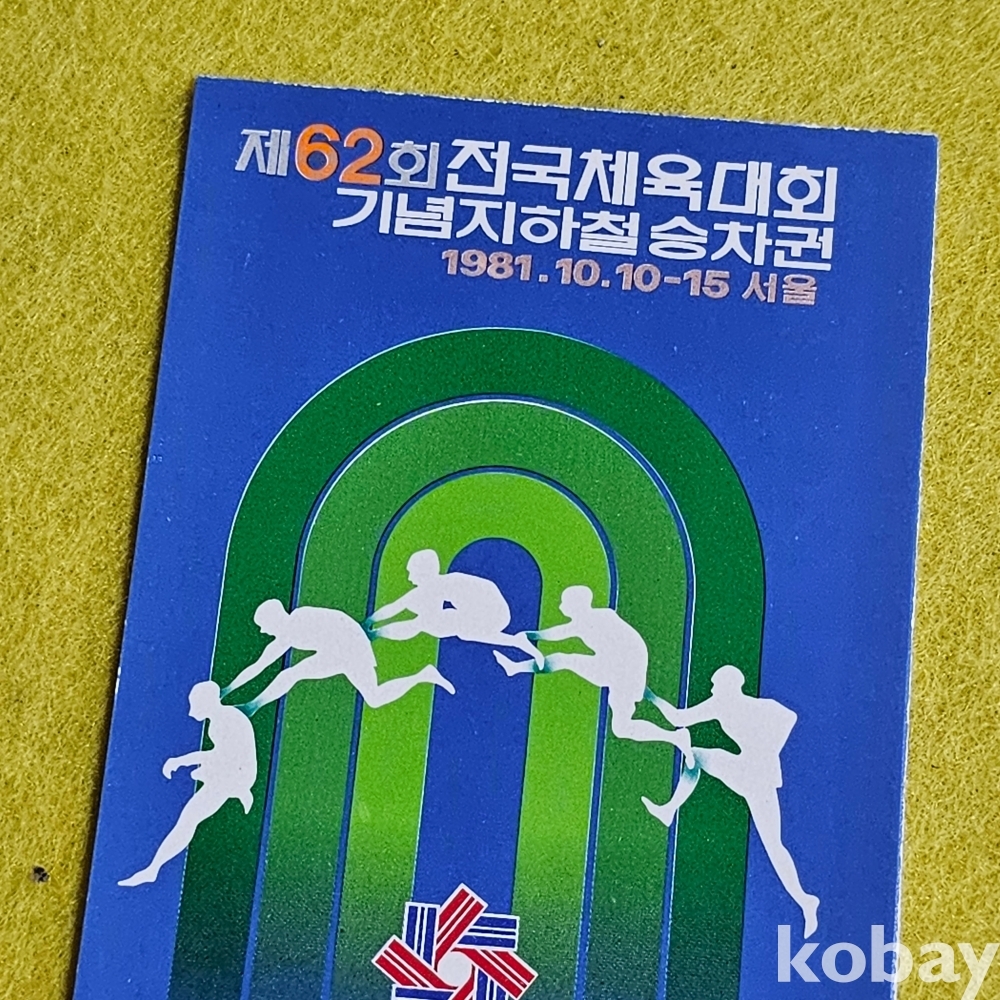 제62회 전국체육대회
기념지하철 승차권
1981.10.10-15 서울
kobay